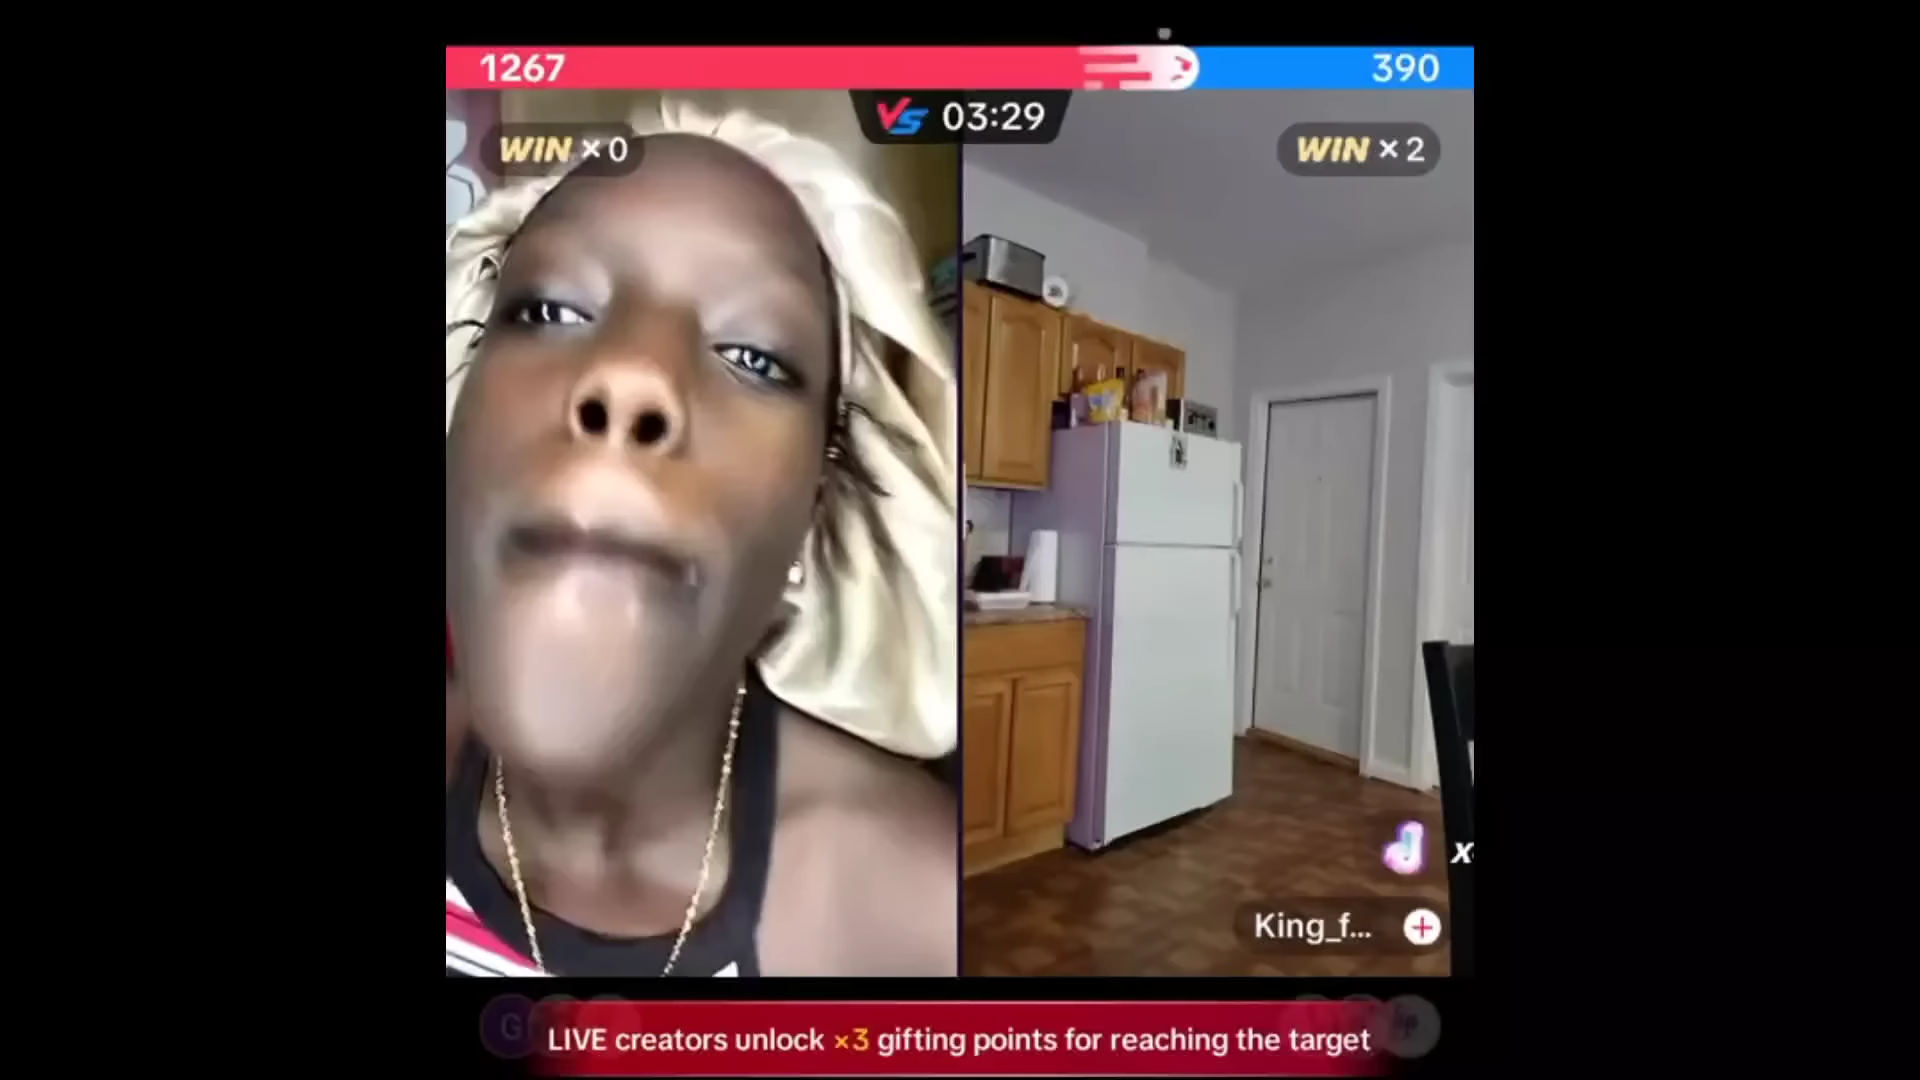 1267
390
VS 03:29
WIN ×0
WIN ×2
King_f...
LIVE creators unlock ×3 gifting points for reaching the target